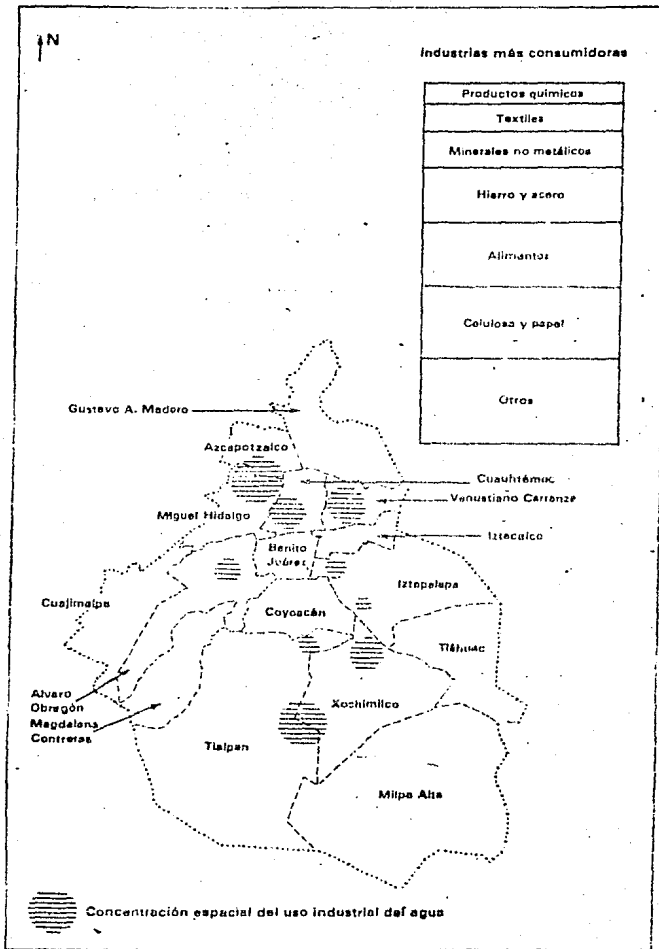 N
Industrias más consumidoras
Productos químicos
Textiles
Minerales no metálicos
Hierro y acero
Alimentos
Celulosa y papel
Otros
Gustavo A. Madero
Azcapotzalco
Cuauhtémoc
Venustiano Carranza
Miguel Hidalgo
Iztacalco
Benito
Juárez
Iztapalapa
Cuajimalpa
Coyoacán
Tláhuac
Alvaro
Obregón
Magdalena
Contreras
Xochimilco
Tlalpan
Milpa Alta
Concentración espacial del uso industrial del agua